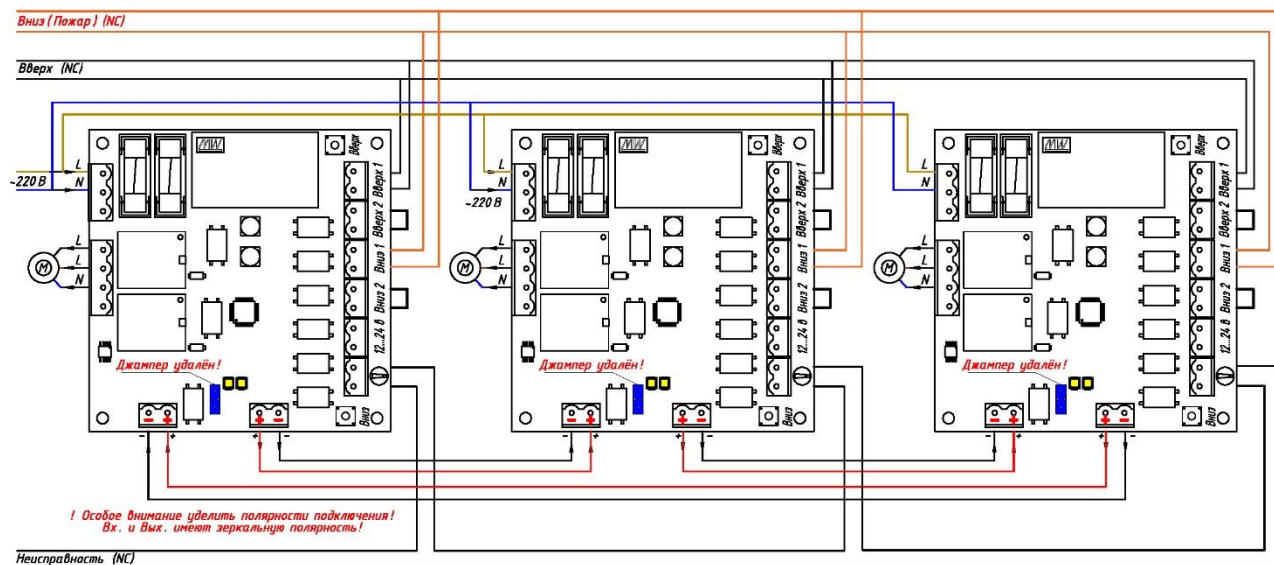 Вниз (Пожар) (NC)
Вверх (NC)
~220 В
L
N
MW
Вверх
Вверх 1
Вверх 2
Вниз 1
Вниз 2
12...24 в
Вниз
L
L
N
M
Джампер удалён!
- + + -
- + + -
L
N
~220 В
MW
Вверх
Вверх 1
Вверх 2
Вниз 1
Вниз 2
12...24 в
Вниз
L
L
N
M
Джампер удалён!
- + + -
- + + -
L
N
MW
Вверх
Вверх 1
Вверх 2
Вниз 1
Вниз 2
12...24 в
Вниз
L
L
N
M
Джампер удалён!
- + + -
- + + -
! Особое внимание уделить полярности подключения!
Вх. и Вых. имеют зеркальную полярность!
Неисправность (NC)